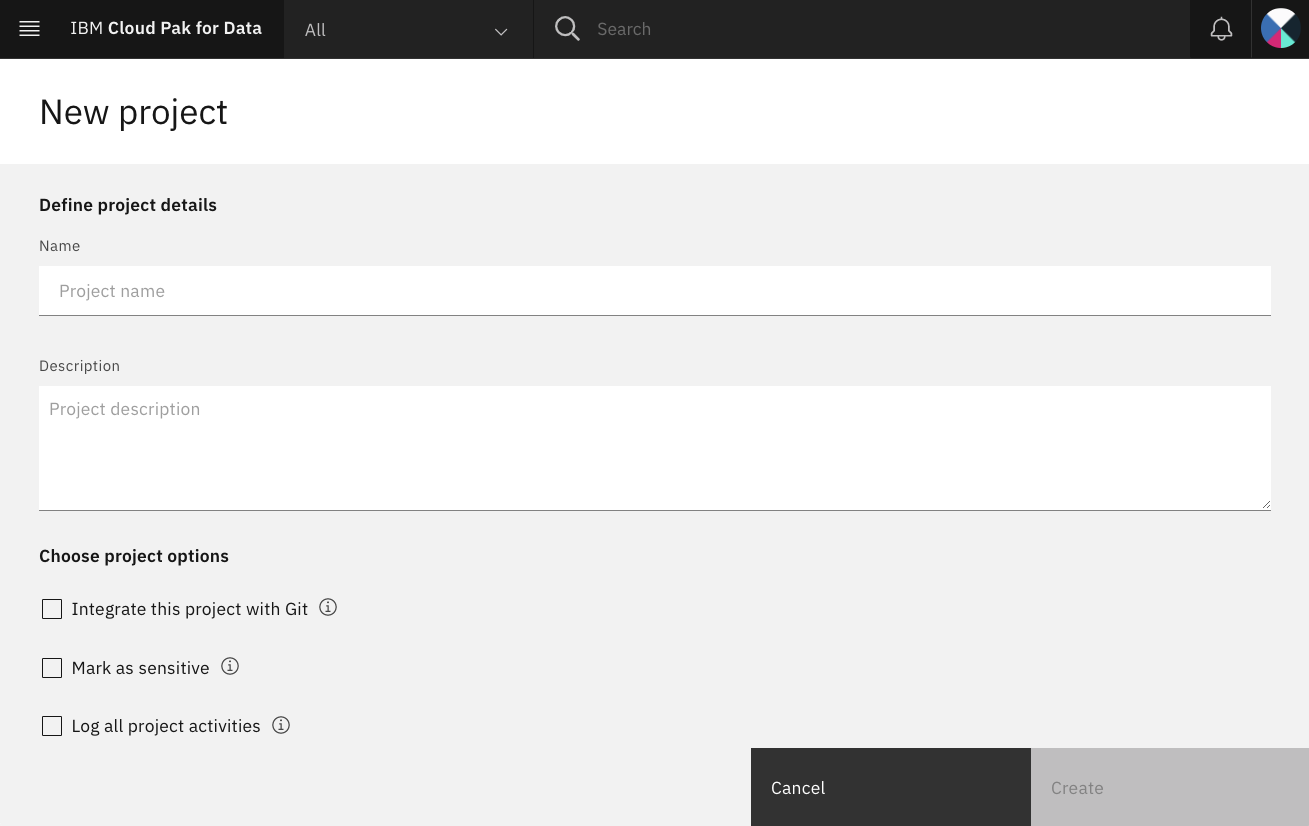 IBM Cloud Pak for Data
All
Search
New project
Define project details
Name
Project name
Description
Project description
Choose project options
Integrate this project with Git
Mark as sensitive
Log all project activities
Cancel
Create